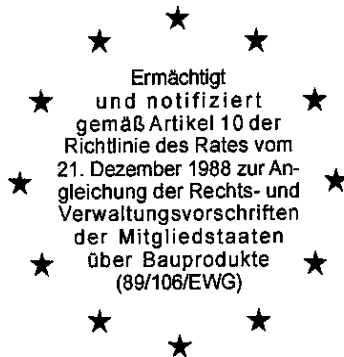 Ermächtigt
und notifiziert
gemäß Artikel 10 der
Richtlinie des Rates vom
21. Dezember 1988 zur An-
gleichung der Rechts- und
Verwaltungsvorschriften
der Mitgliedstaaten
über Bauprodukte
(89/106/EWG)